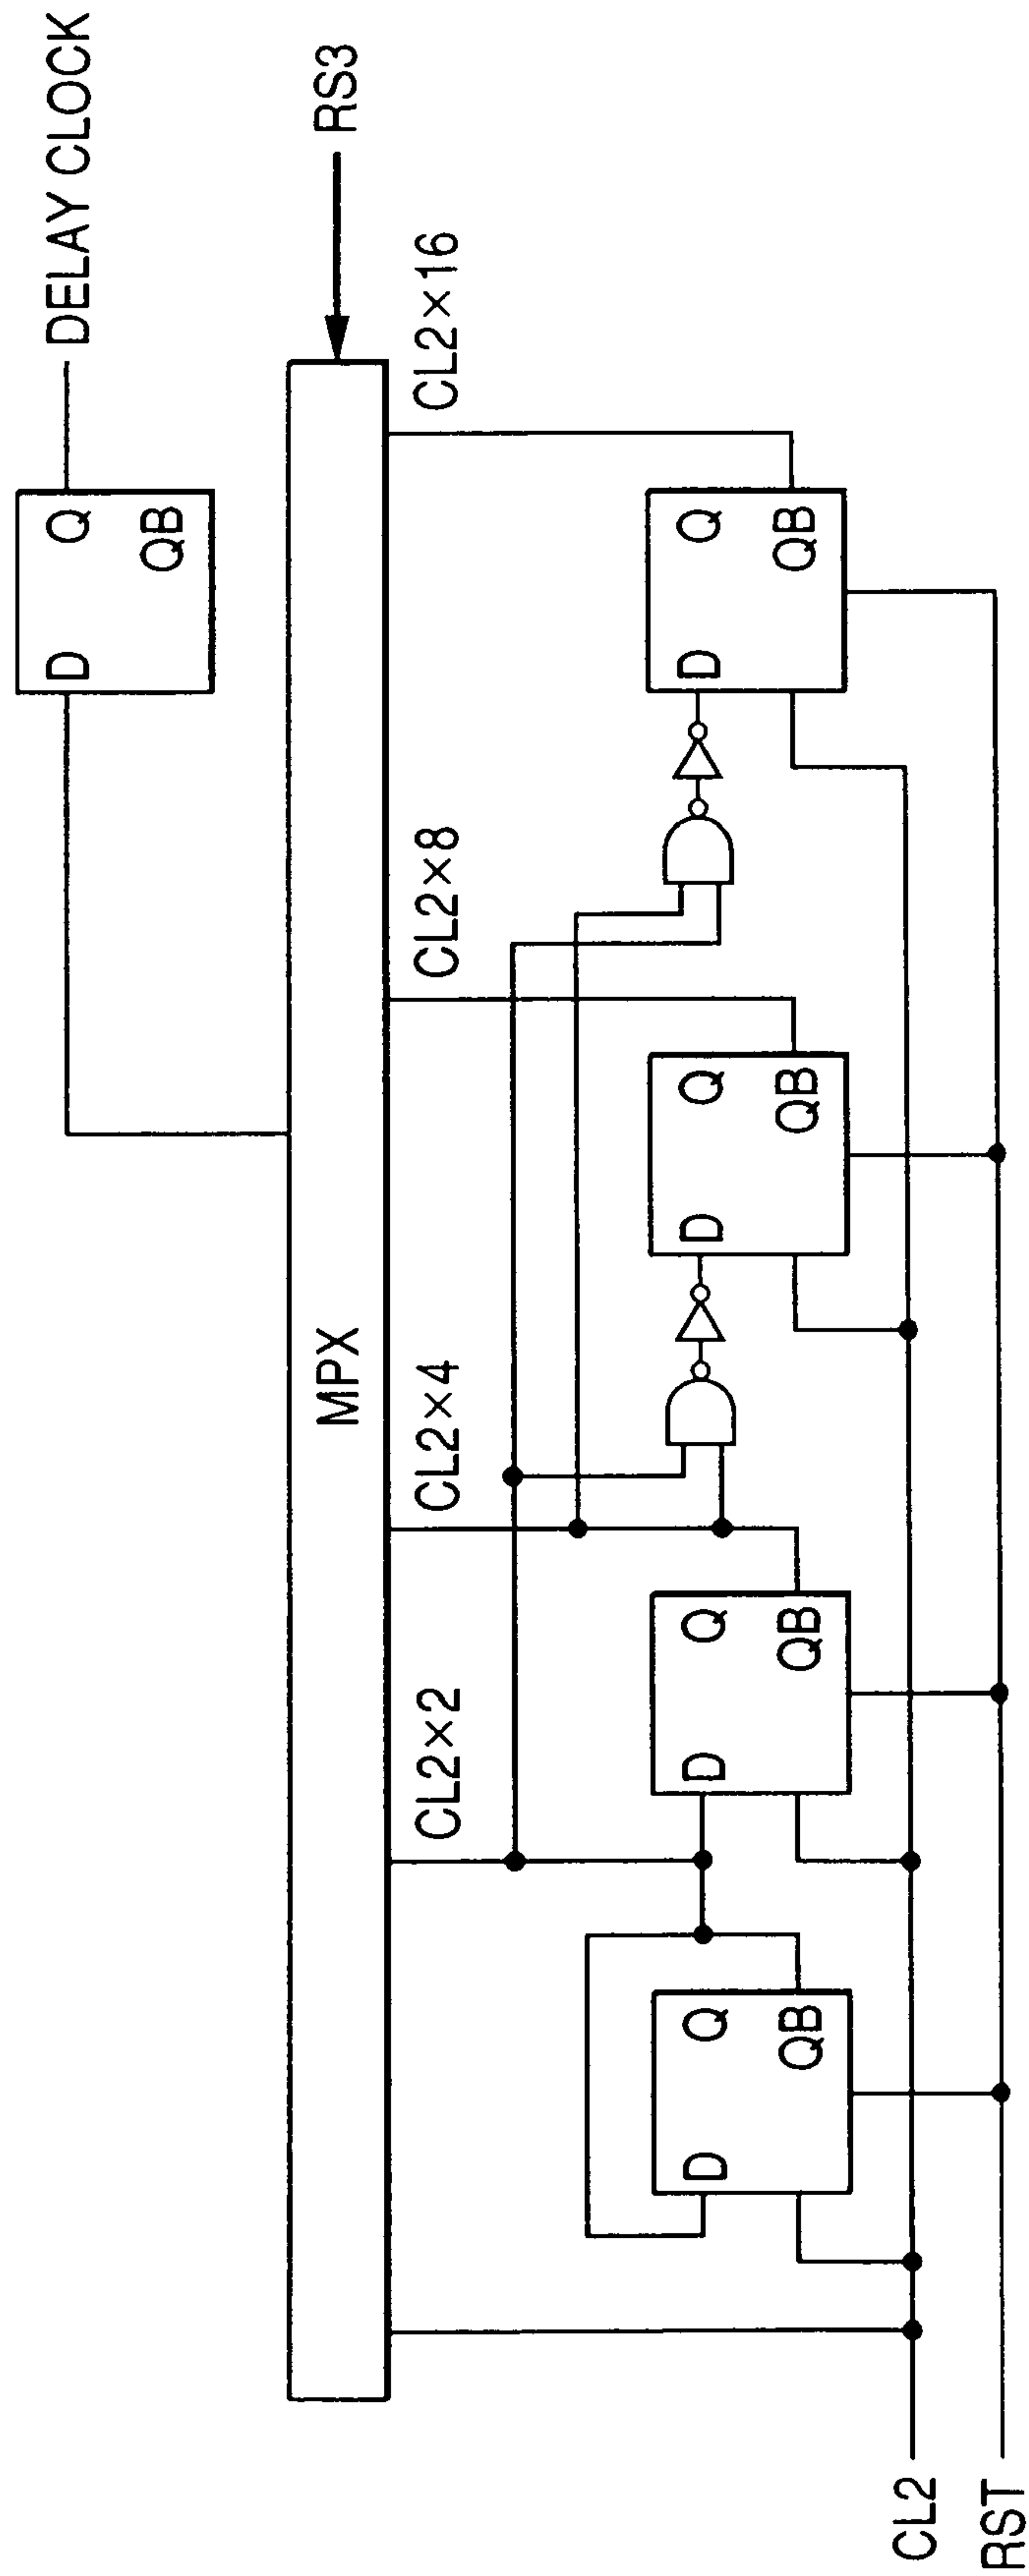 DELAY CLOCK
D Q
QB
RS3
MPX
CL2×2 CL2×4 CL2×8 CL2×16
D Q D Q D Q D Q
QB QB QB QB
CL2
RST